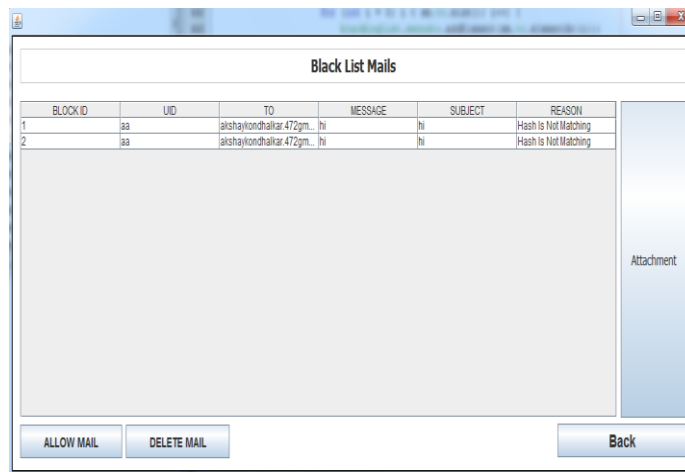 Black List Mails
BLOCK ID UID TO MESSAGE SUBJECT REASON
1 aa akshaykondhalkar.472gm... hi hi Hash Is Not Matching
2 aa akshaykondhalkar.472gm... hi hi Hash Is Not Matching
Attachment
ALLOW MAIL DELETE MAIL Back